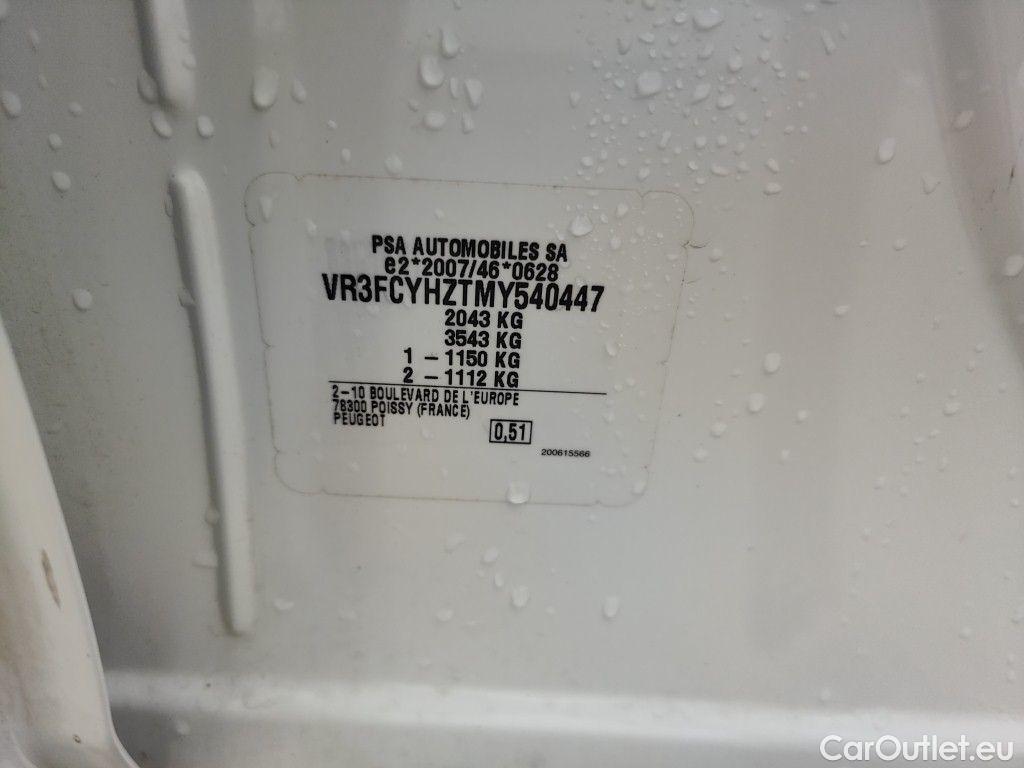 PSA AUTOMOBILES SA
e2*2007/46*0628
VR3FCYHZTMY540447
2043 KG
3543 KG
1 – 1150 KG
2 – 1112 KG
2–10 BOULEVARD DE L'EUROPE
78300 POISSY (FRANCE)
PEUGEOT
0,51
200615566
CarOutlet.eu